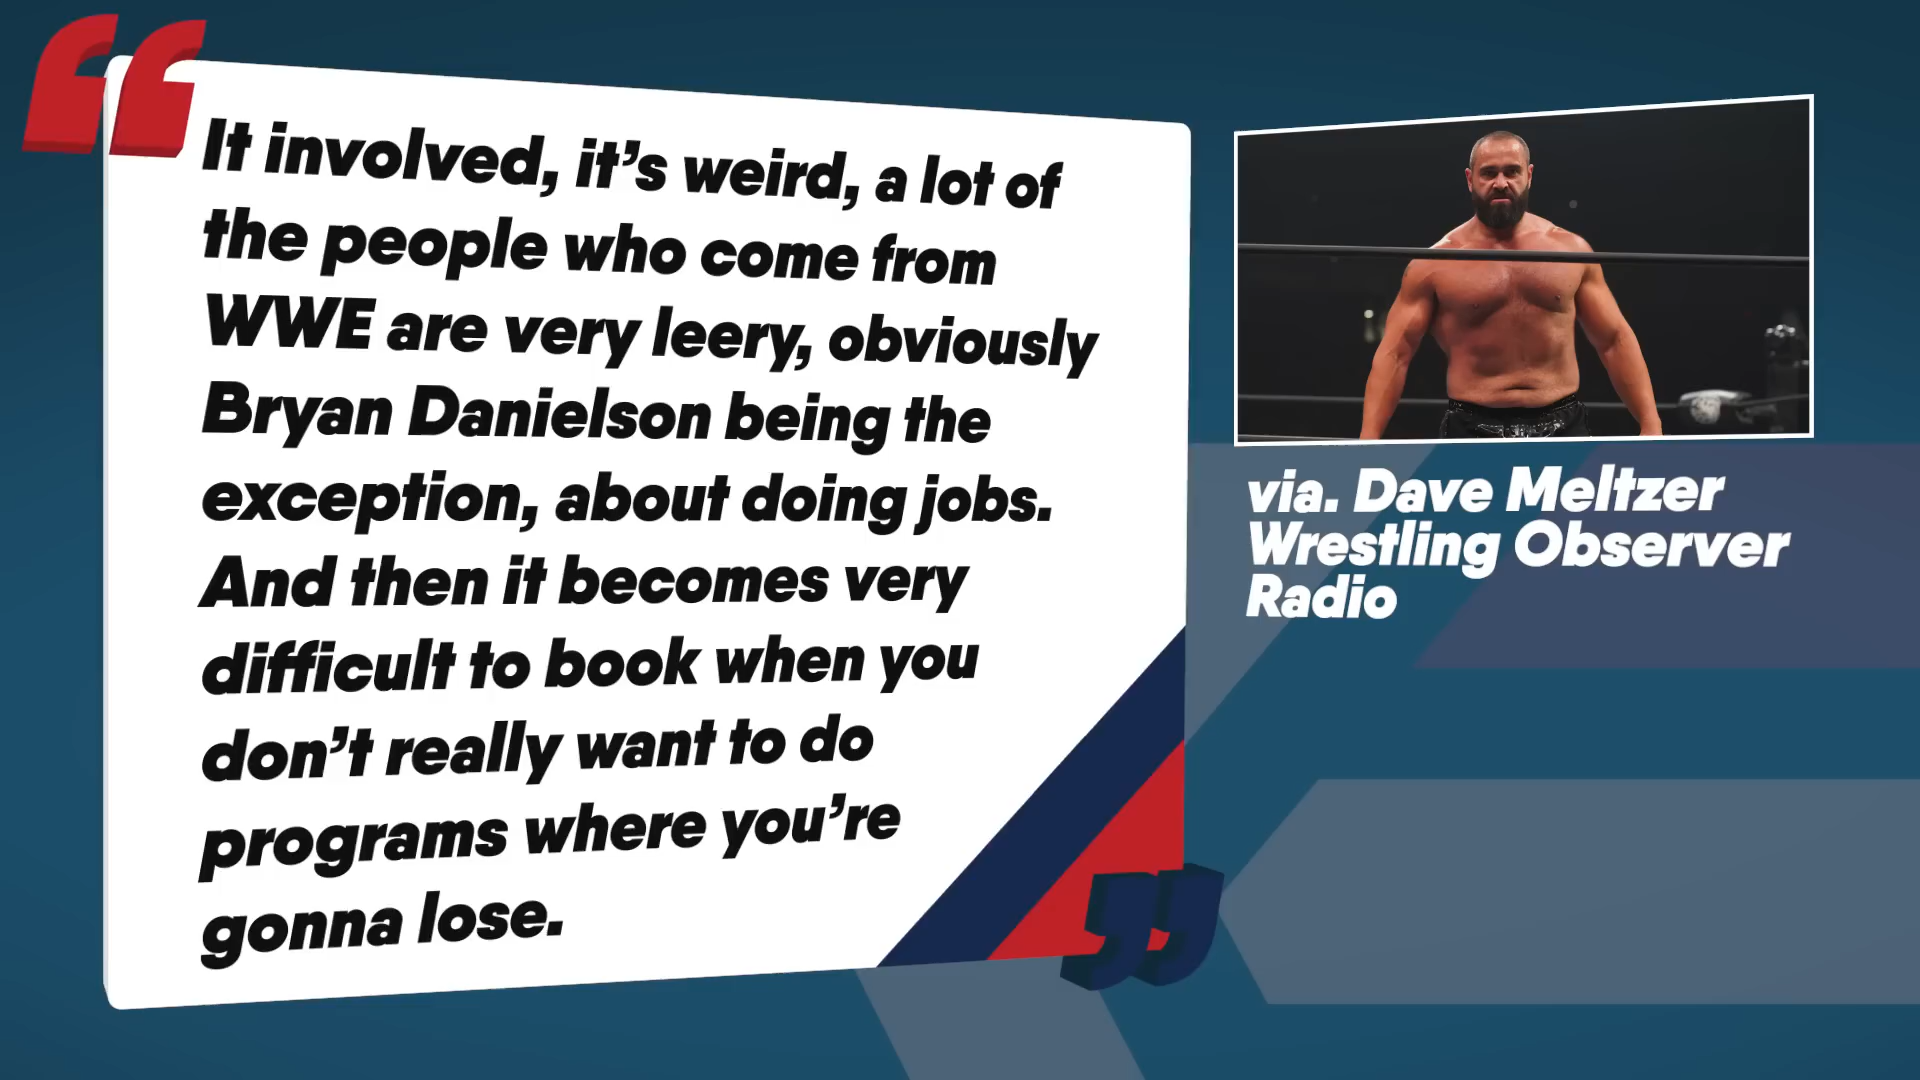 It involved, it's weird, a lot of
the people who come from
WWE are very leery, obviously
Bryan Danielson being the
exception, about doing jobs.
And then it becomes very
difficult to book when you
don't really want to do
programs where you're
gonna lose.
via. Dave Meltzer
Wrestling Observer
Radio